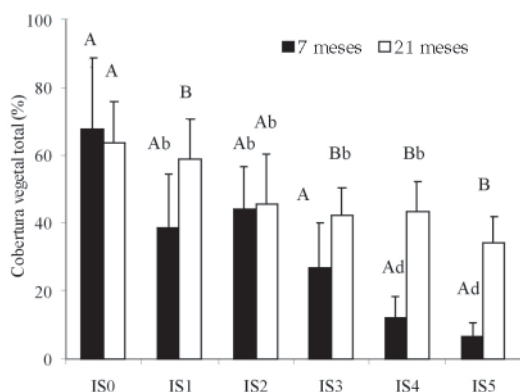 100
80
60
40
20
0
Cobertura vegetal total (%)
7 meses 21 meses
A
A
Ab
B
Ab
Ab
A
Bb
Ad
Bb
Ad
B
IS0 IS1 IS2 IS3 IS4 IS5